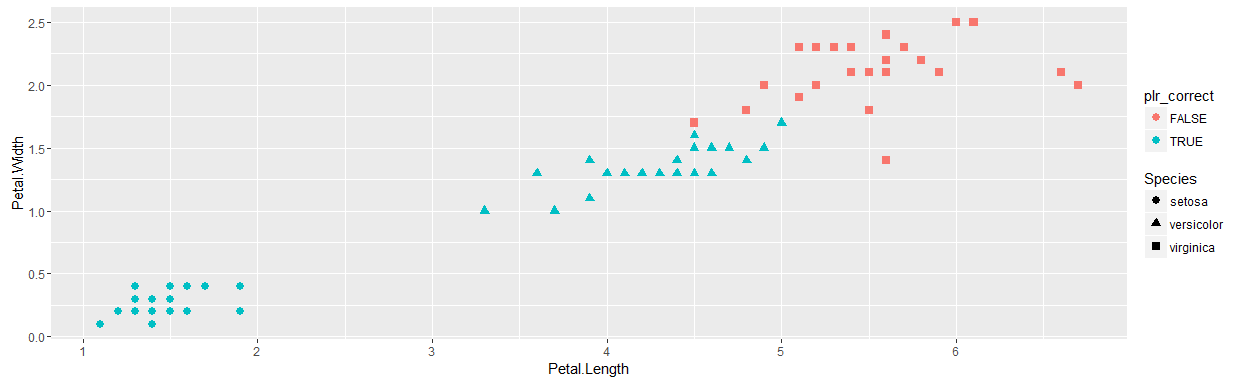 2.5
2.0
1.5
1.0
0.5
0.0
Petal.Width
1 2 3 4 5 6
Petal.Length
plr_correct
FALSE
TRUE
Species
setosa
versicolor
virginica